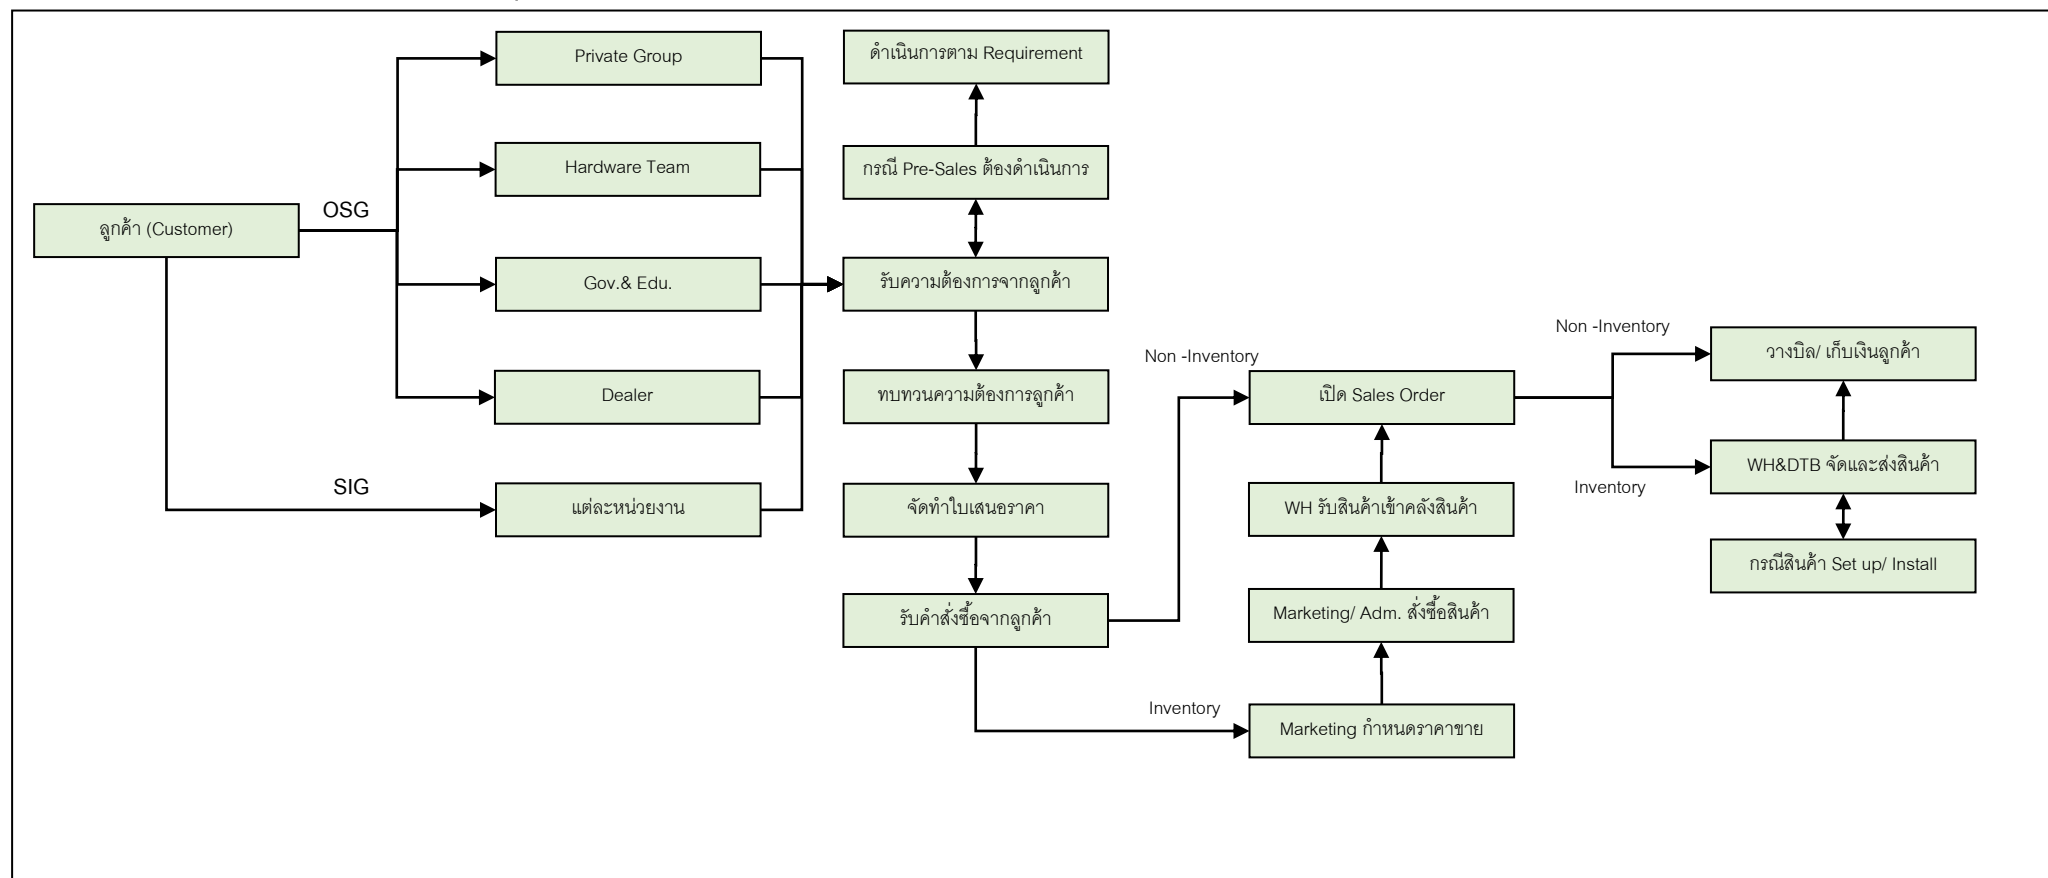 Private Group
ดำเนินการตาม Requirement
Hardware Team
กรณี Pre-Sales ต้องดำเนินการ
OSG
ลูกค้า (Customer)
Gov.& Edu.
รับความต้องการจากลูกค้า
Non -Inventory
วางบิล/ เก็บเงินลูกค้า
Non -Inventory
Dealer
ทบทวนความต้องการลูกค้า
เปิด Sales Order
WH&DTB จัดและส่งสินค้า
Inventory
SIG
แต่ละหน่วยงาน
จัดทำใบเสนอราคา
WH รับสินค้าเข้าคลังสินค้า
กรณีสินค้า Set up/ Install
รับคำสั่งซื้อจากลูกค้า
Marketing/ Adm. สั่งซื้อสินค้า
Inventory
Marketing กำหนดราคาขาย